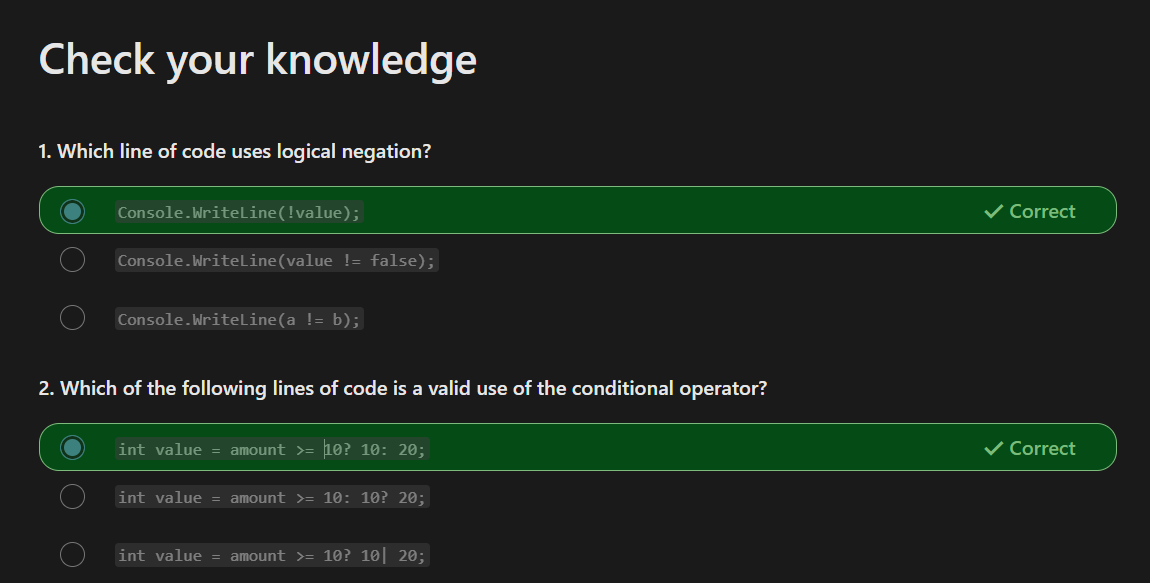 Check your knowledge
1. Which line of code uses logical negation?
Console.WriteLine(!value);
Correct
Console.WriteLine(value != false);
Console.WriteLine(a != b);
2. Which of the following lines of code is a valid use of the conditional operator?
int value = amount >= 10? 10: 20;
Correct
int value = amount >= 10: 10? 20;
int value = amount >= 10? 10| 20;